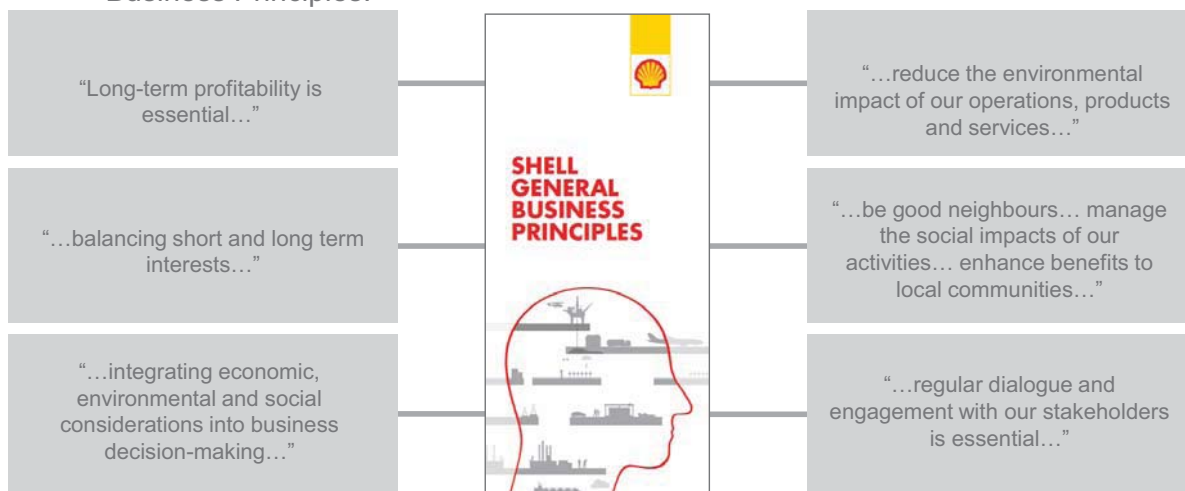 Business Principles:
“Long-term profitability is
essential…”
“…balancing short and long term
interests…”
“…integrating economic,
environmental and social
considerations into business
decision-making…”
SHELL
GENERAL
BUSINESS
PRINCIPLES
“…reduce the environmental
impact of our operations, products
and services…”
“…be good neighbours… manage
the social impacts of our
activities… enhance benefits to
local communities…”
“…regular dialogue and
engagement with our stakeholders
is essential…”